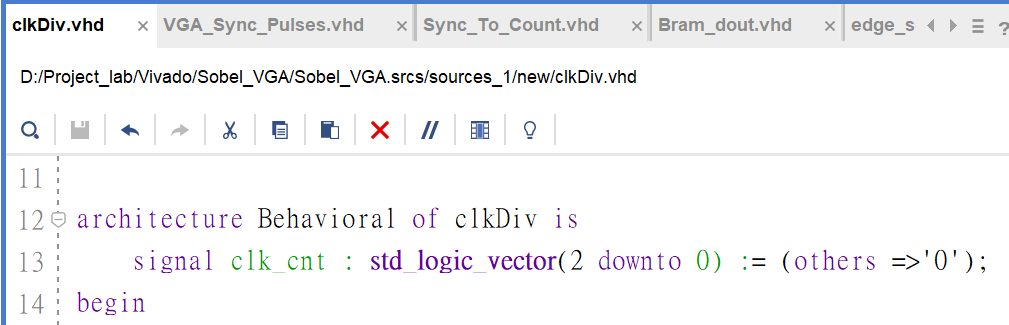 clkDiv.vhd × VGA_Sync_Pulses.vhd × Sync_To_Count.vhd × Bram_dout.vhd × edge_s ?
D:/Project_lab/Vivado/Sobel_VGA/Sobel_VGA.srcs/sources_1/new/clkDiv.vhd
11
12 architecture Behavioral of clkDiv is
13 signal clk_cnt : std_logic_vector(2 downto 0) := (others =>'0');
14 begin